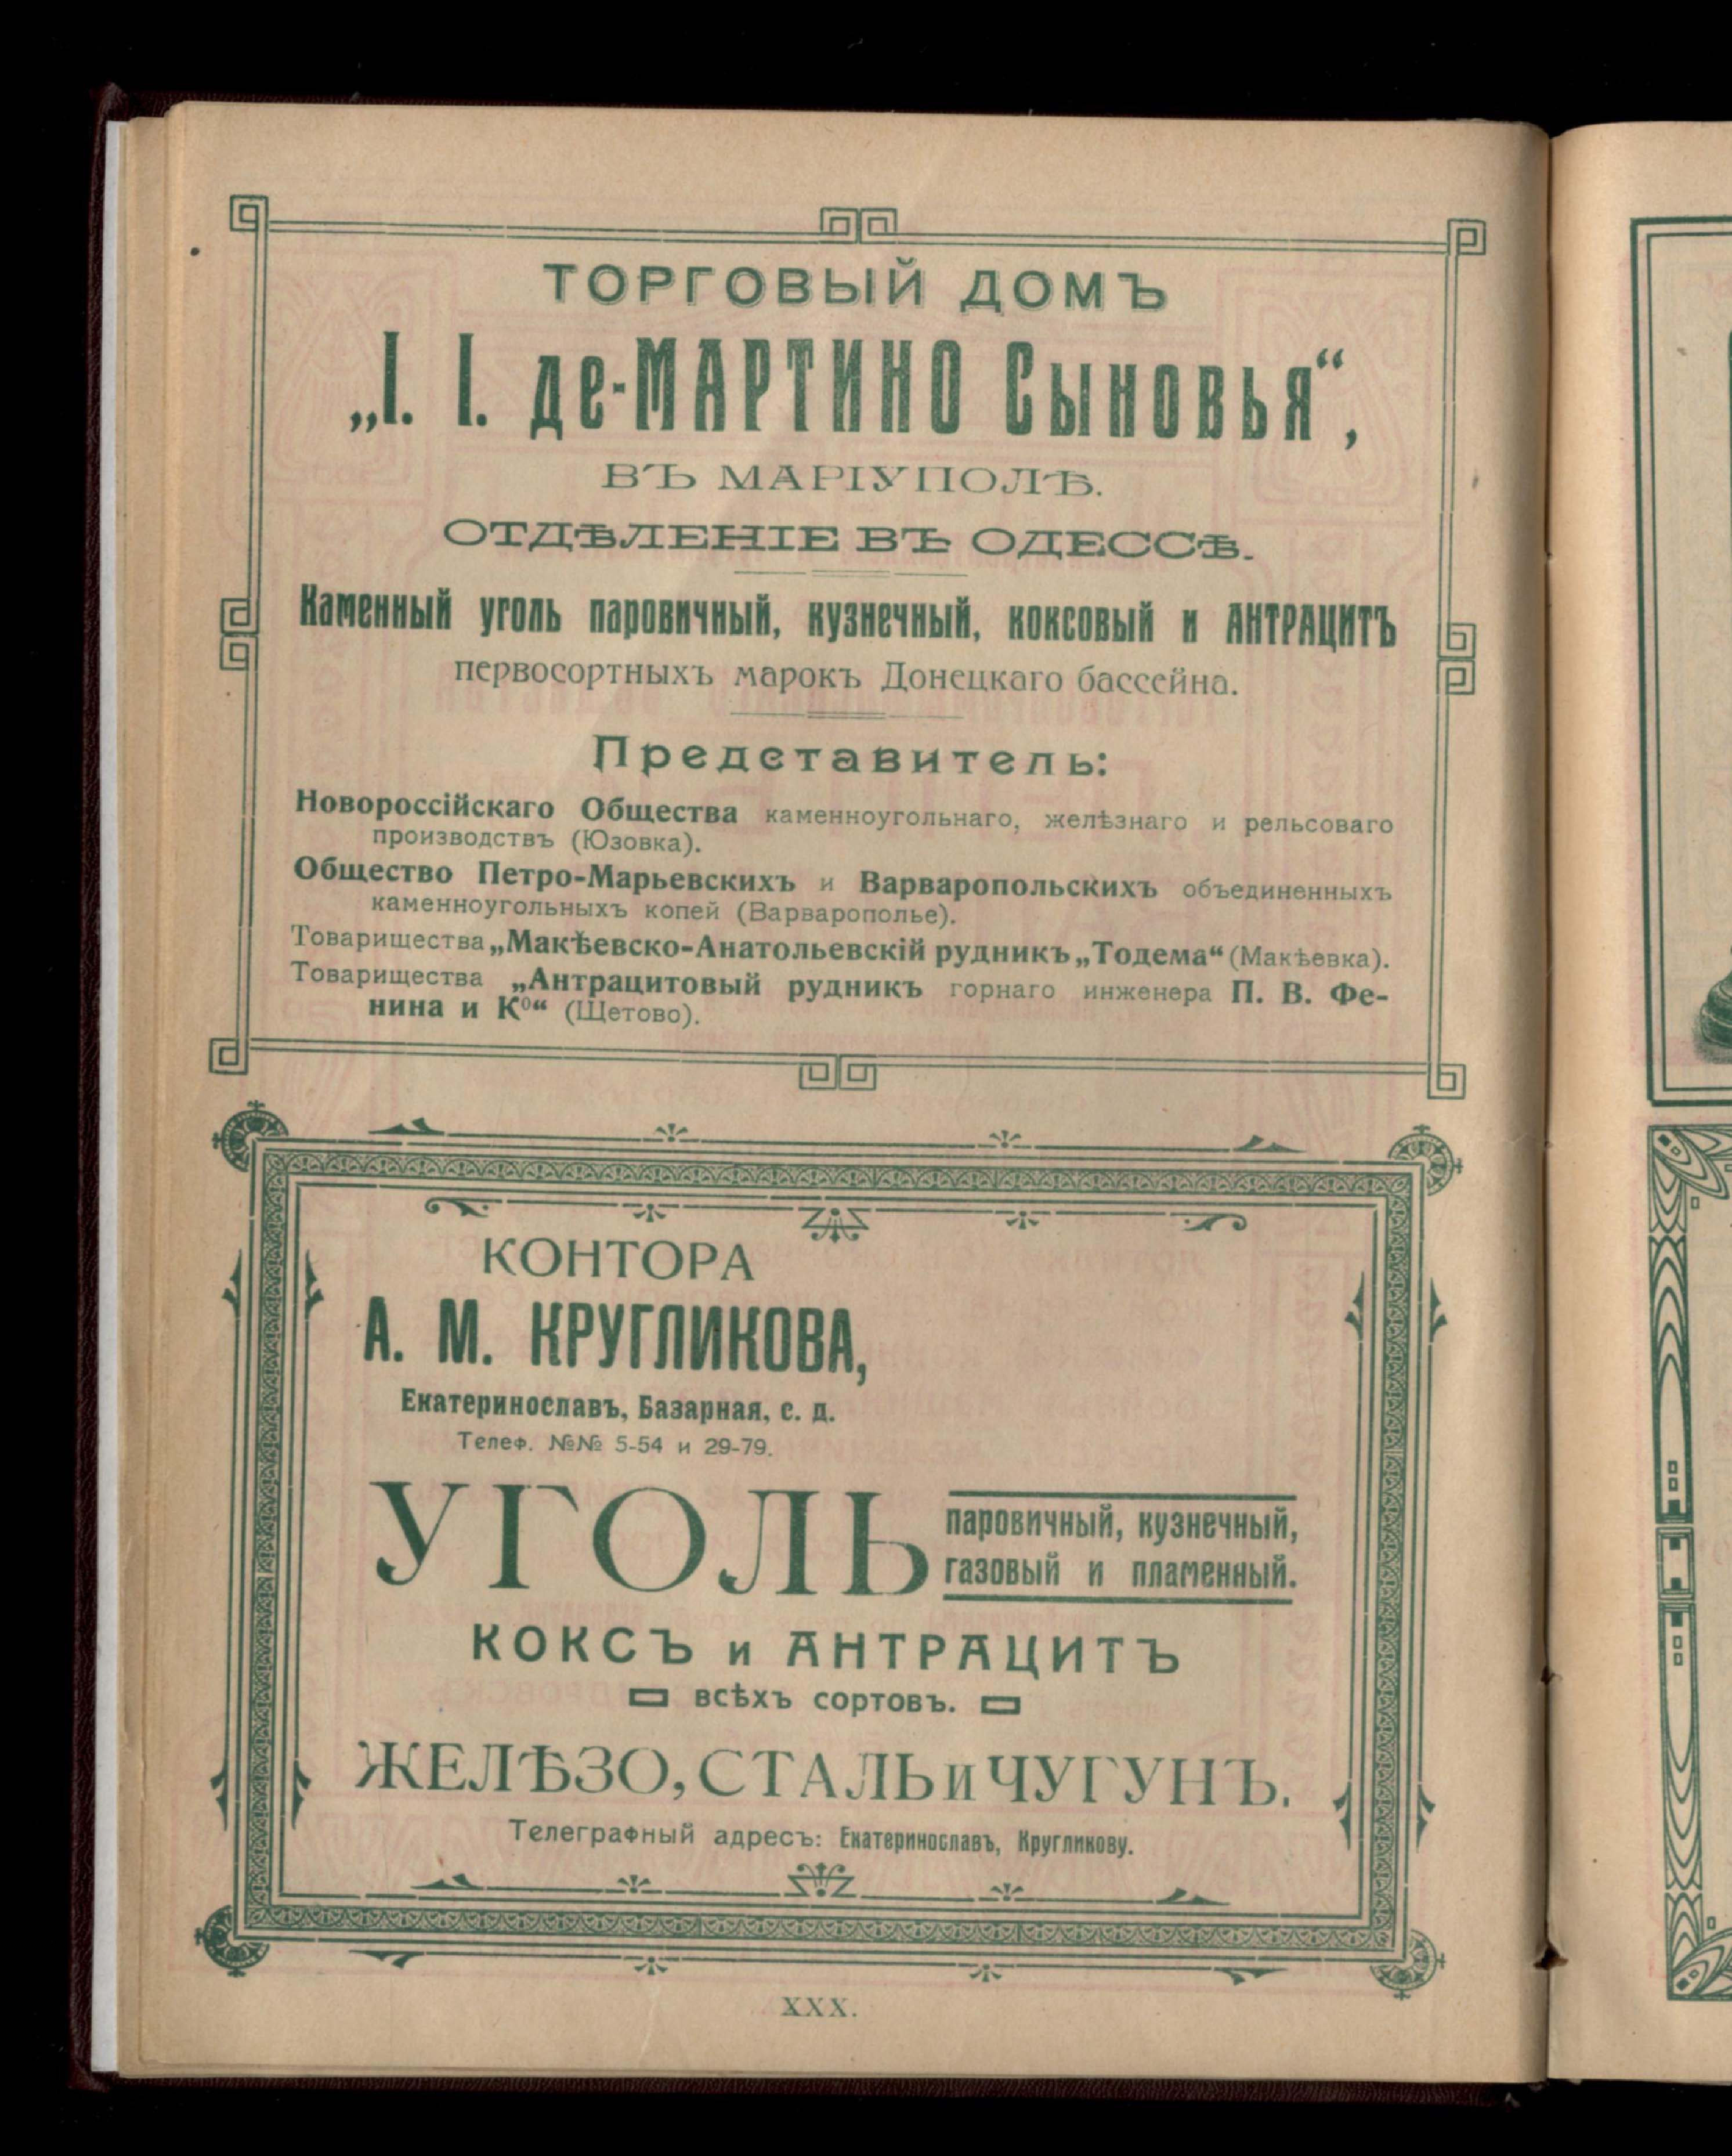 ТОРГОВЫЙ ДОМЪ
„І. І. де-МАРТИНО Сыновья“,
ВЪ МАРІУПОЛѢ.
ОТДѢЛЕНІЕ ВЪ ОДЕССѢ.
Каменный уголь паровичный, кузнечный, коксовый и АНТРАЦИТЪ
первосортныхъ марокъ Донецкаго бассейна.
Представитель:
Новороссійскаго Общества каменноугольнаго, желѣзнаго и рельсоваго
производствъ (Юзовка).
Общество Петро-Марьевскихъ и Варваропольскихъ объединенныхъ
каменноугольныхъ копей (Варварополье).
Товарищества „Макѣевско-Анатольевскій рудникъ „Тодема“ (Макѣевка).
Товарищества „Антрацитовый рудникъ горнаго инженера П. В. Фе-
нина и Кº“ (Щетово).
КОНТОРА
А. М. КРУГЛИКОВА,
Екатеринославъ, Базарная, с. д.
Телеф. №№ 5-54 и 29-79.
УГОЛЬ паровичный, кузнечный,
газовый и пламенный.
КОКСЪ и АНТРАЦИТЪ
всѣхъ сортовъ.
ЖЕЛѢЗО, СТАЛЬ и ЧУГУНЪ.
Телеграфный адресъ: Екатеринославъ, Кругликову.
XXX.